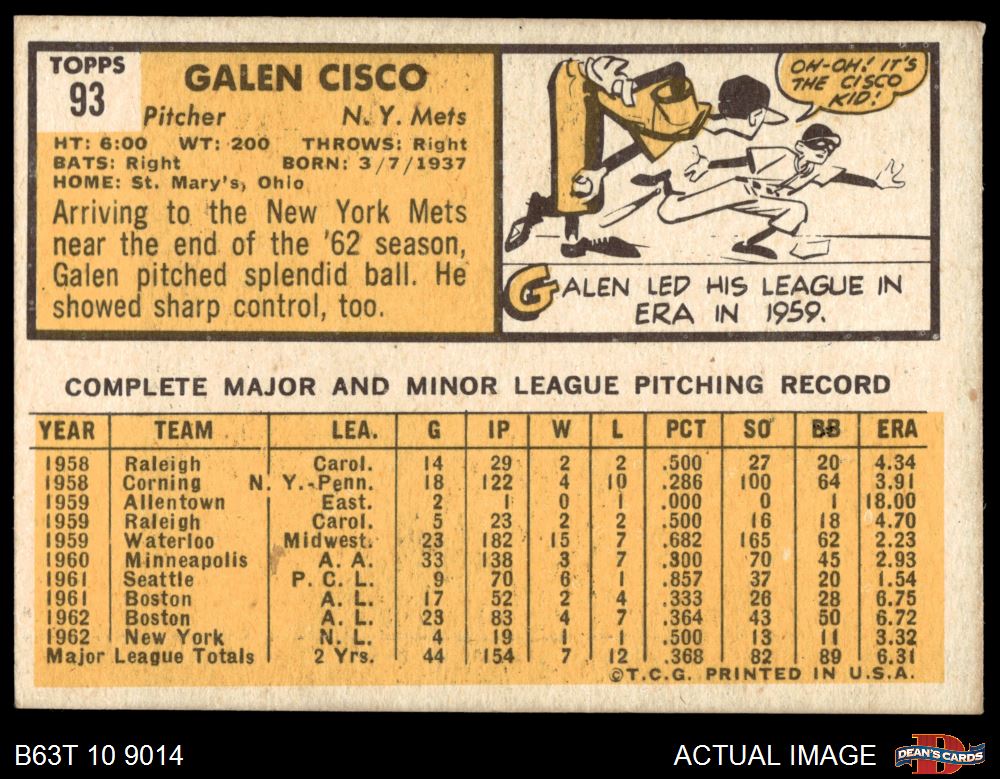 TOPPS
93
GALEN CISCO
Pitcher N. Y. Mets
HT: 6:00 WT: 200 THROWS: Right
BATS: Right BORN: 3/7/1937
HOME: St. Mary's, Ohio
Arriving to the New York Mets
near the end of the '62 season,
Galen pitched splendid ball. He
showed sharp control, too.
OH-OH! IT'S
THE CISCO
KID!
GALEN LED HIS LEAGUE IN
ERA IN 1959.
COMPLETE MAJOR AND MINOR LEAGUE PITCHING RECORD
YEAR TEAM LEA. G IP W L PCT SO BB ERA
1958 Raleigh Carol. 14 29 2 2 .500 27 20 4.34
1958 Corning N. Y.-Penn. 18 122 4 10 .286 100 64 3.91
1959 Allentown East. 2 1 0 1 .000 0 1 18.00
1959 Raleigh Carol. 5 23 2 2 .500 16 18 4.70
1959 Waterloo Midwest. 23 182 15 7 .682 165 62 2.23
1960 Minneapolis A. A. 33 138 3 7 .300 70 45 2.93
1961 Seattle P. C. L. 9 70 6 1 .857 37 20 1.54
1961 Boston A. L. 17 52 2 4 .333 26 28 6.75
1962 Boston A. L. 23 83 4 7 .364 43 50 6.72
1962 New York N. L. 4 19 1 1 .500 13 11 3.32
Major League Totals 2 Yrs. 44 154 7 12 .368 82 89 6.31
©T.C.G. PRINTED IN U.S.A.
B63T 10 9014 ACTUAL IMAGE DEAN'S CARDS